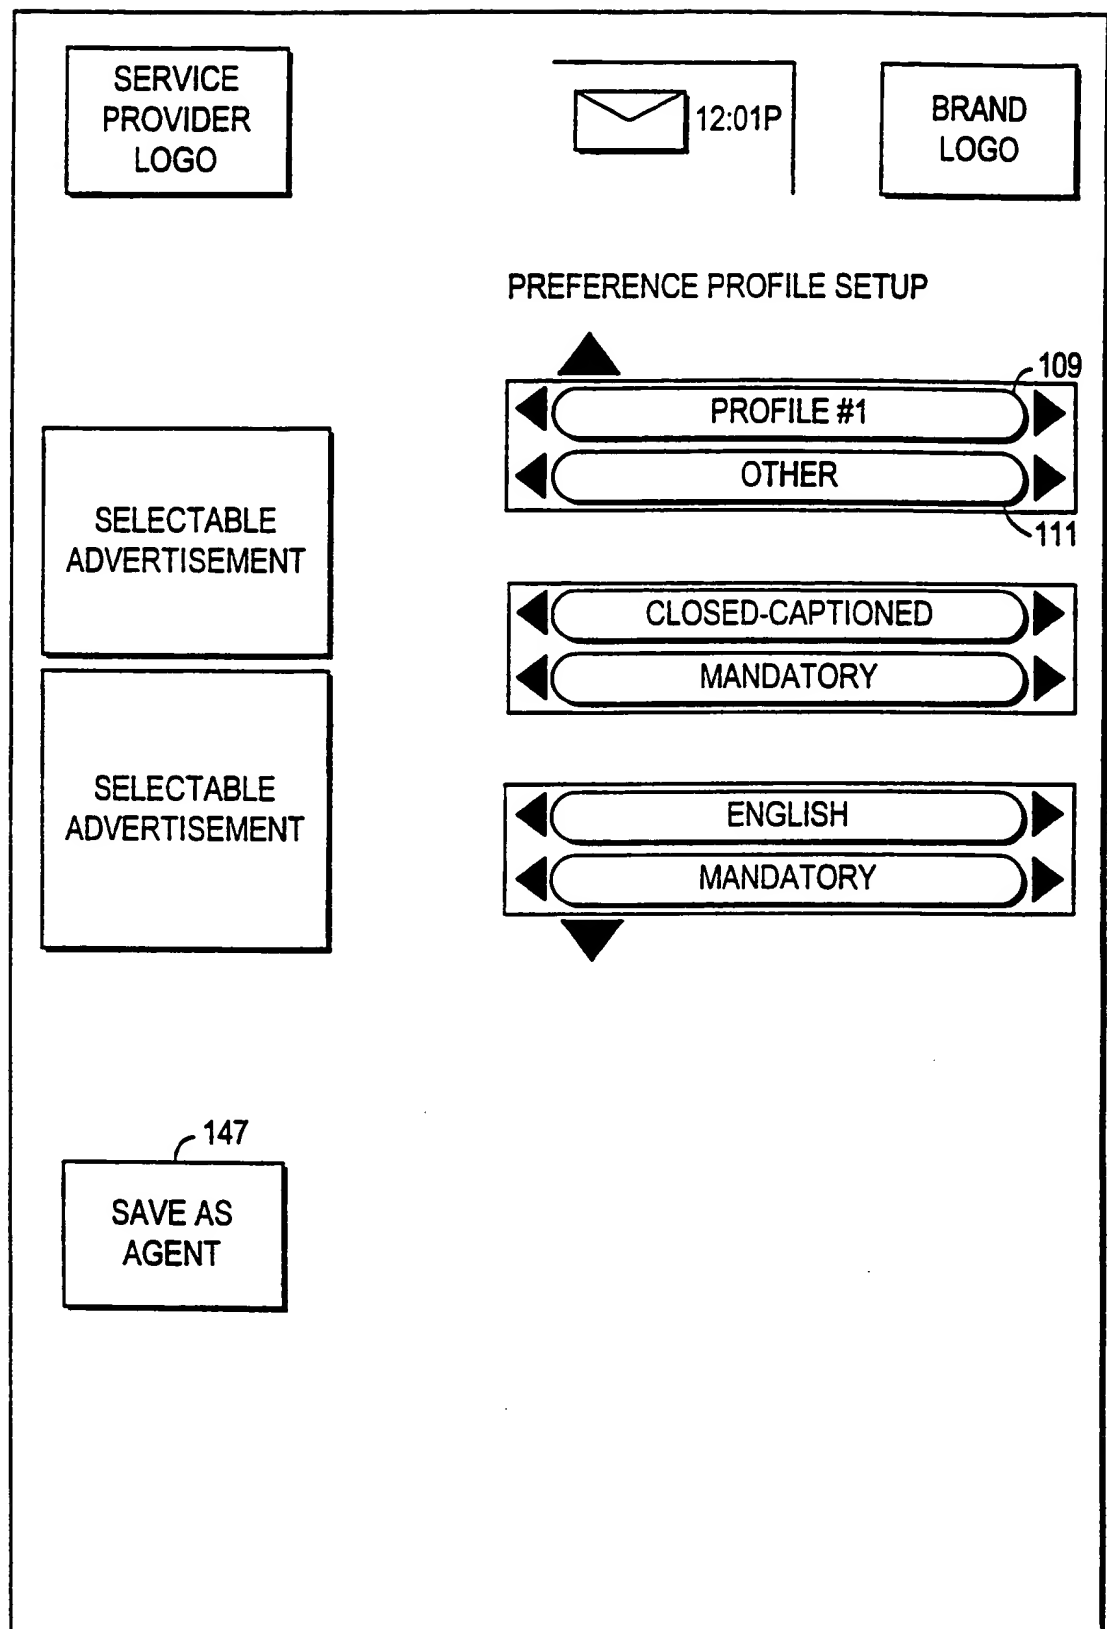 SERVICE
PROVIDER
LOGO
12:01P
BRAND
LOGO
PREFERENCE PROFILE SETUP
109
PROFILE #1
OTHER
111
SELECTABLE
ADVERTISEMENT
CLOSED-CAPTIONED
MANDATORY
SELECTABLE
ADVERTISEMENT
ENGLISH
MANDATORY
147
SAVE AS
AGENT